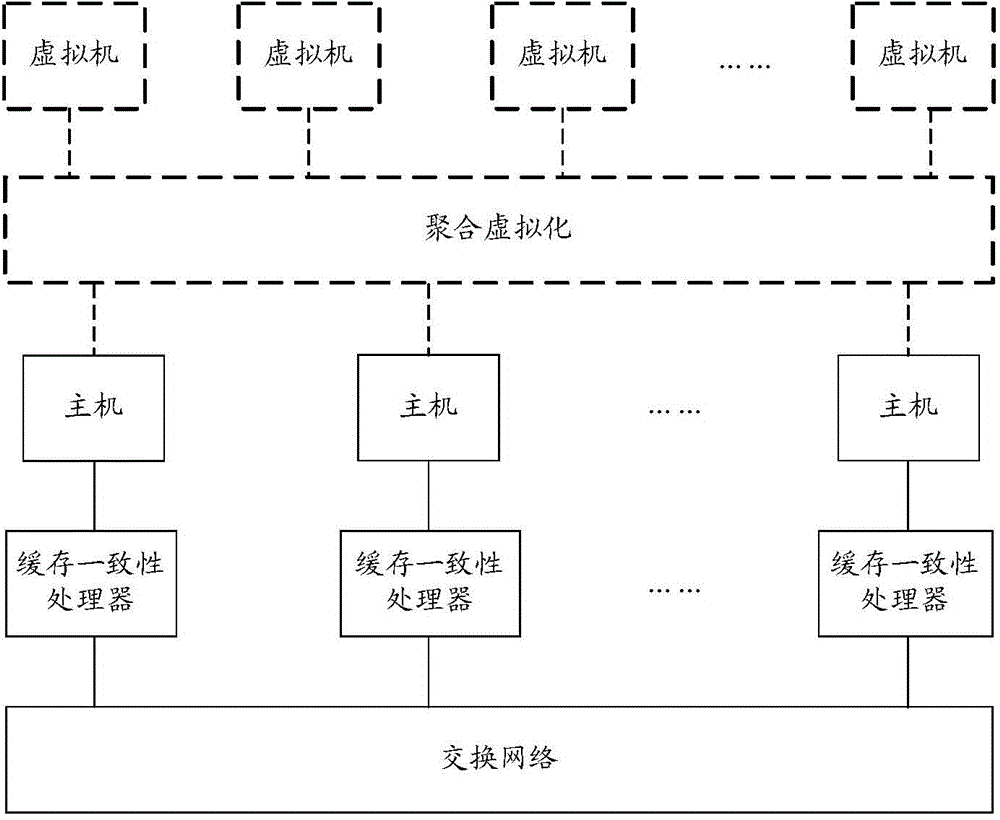 虚拟机 虚拟机 虚拟机 …… 虚拟机
聚合虚拟化
主机 主机 …… 主机
缓存一致性 缓存一致性 …… 缓存一致性
处理器 处理器 处理器
交换网络